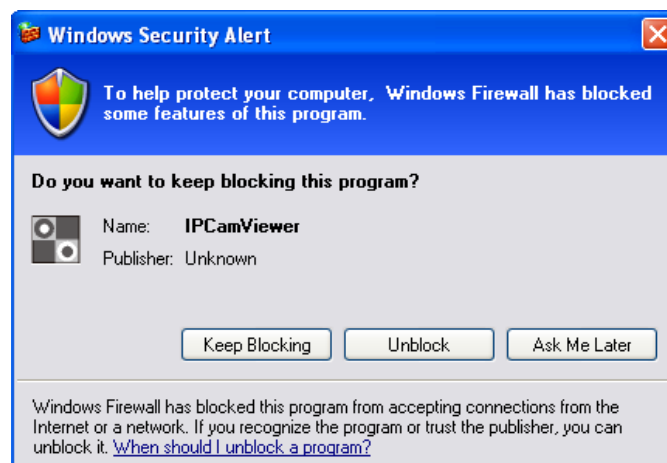 Windows Security Alert
To help protect your computer, Windows Firewall has blocked
some features of this program.
Do you want to keep blocking this program?
Name: IPCamViewer
Publisher: Unknown
Keep Blocking Unblock Ask Me Later
Windows Firewall has blocked this program from accepting connections from the
Internet or a network. If you recognize the program or trust the publisher, you can
unblock it. When should I unblock a program?